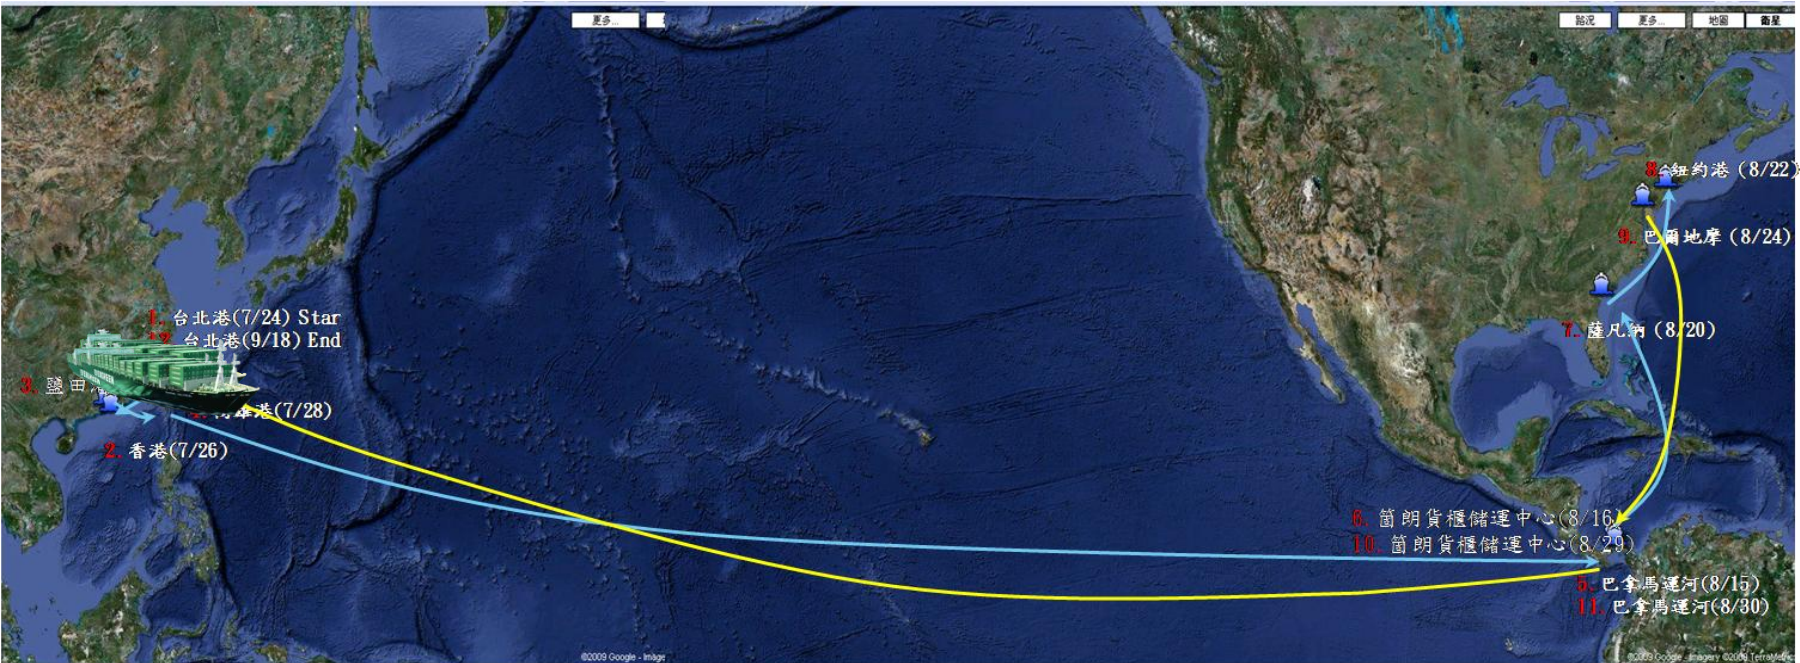 更多...
路況
更多...
地圖
衛星
8. 紐約港 (8/22)
9. 巴爾地摩 (8/24)
1. 台北港(7/24) Star
台北港(9/18) End
7. 薩凡納 (8/20)
3. 鹽田
港(7/28)
2. 香港(7/26)
6. 箇朗貨櫃儲運中心(8/16)
10. 箇朗貨櫃儲運中心(8/29)
5. 巴拿馬運河(8/15)
11. 巴拿馬運河(8/30)
©2009 Google - Image
©2009 Google - Imagery ©2009 TerraMetrics